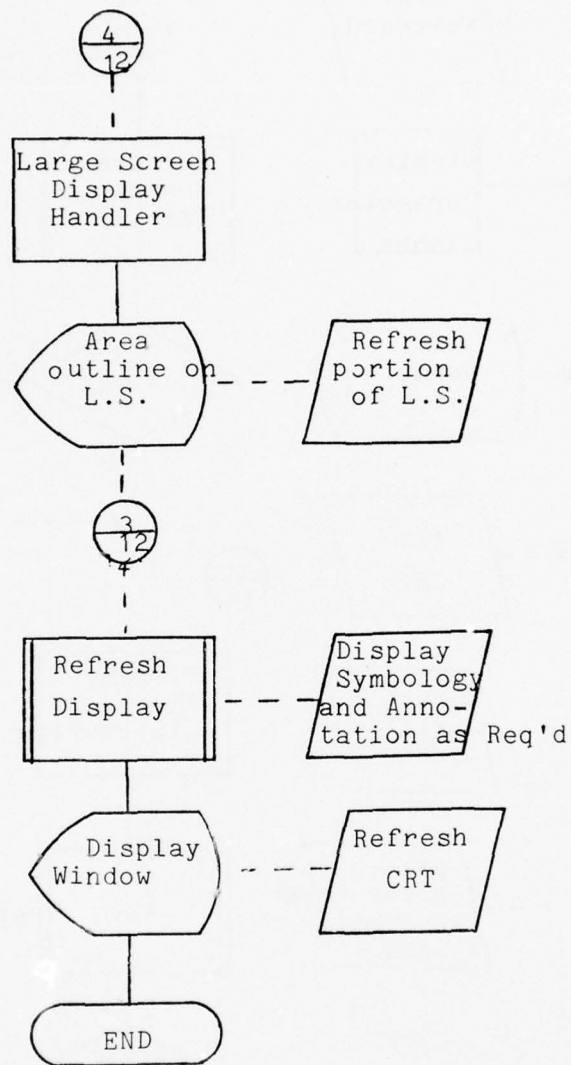 4
12
Large Screen
Display
Handler
Area
outline on
L.S.
Refresh
portion
of L.S.
3
12
Refresh
Display
Display
Symbology
and Anno-
tation as Req'd
Display
Window
Refresh
CRT
END